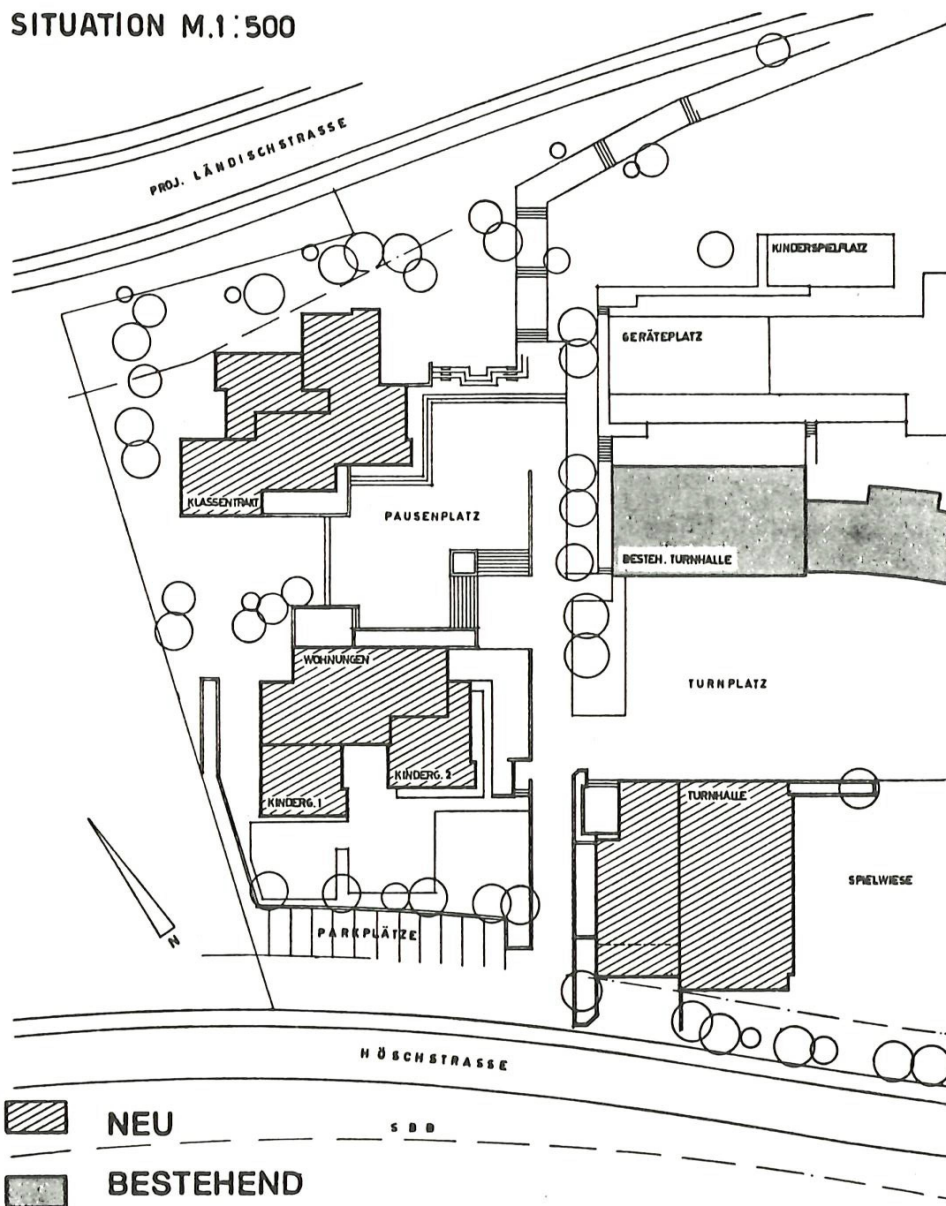 SITUATION M.1:500
PROJ. LÄNDISCHSTRASSE
KINDERSPIELPLATZ
GERÄTEPLATZ
KLASSENTRAKT
PAUSENPLATZ
BESTEH. TURNHALLE
WOHNUNGEN
TURNPLATZ
KINDERG. 2
KINDERG. 1
TURNHALLE
SPIELWIESE
PARKPLÄTZE
N
HÖSCHSTRASSE
SBB
NEU
BESTEHEND